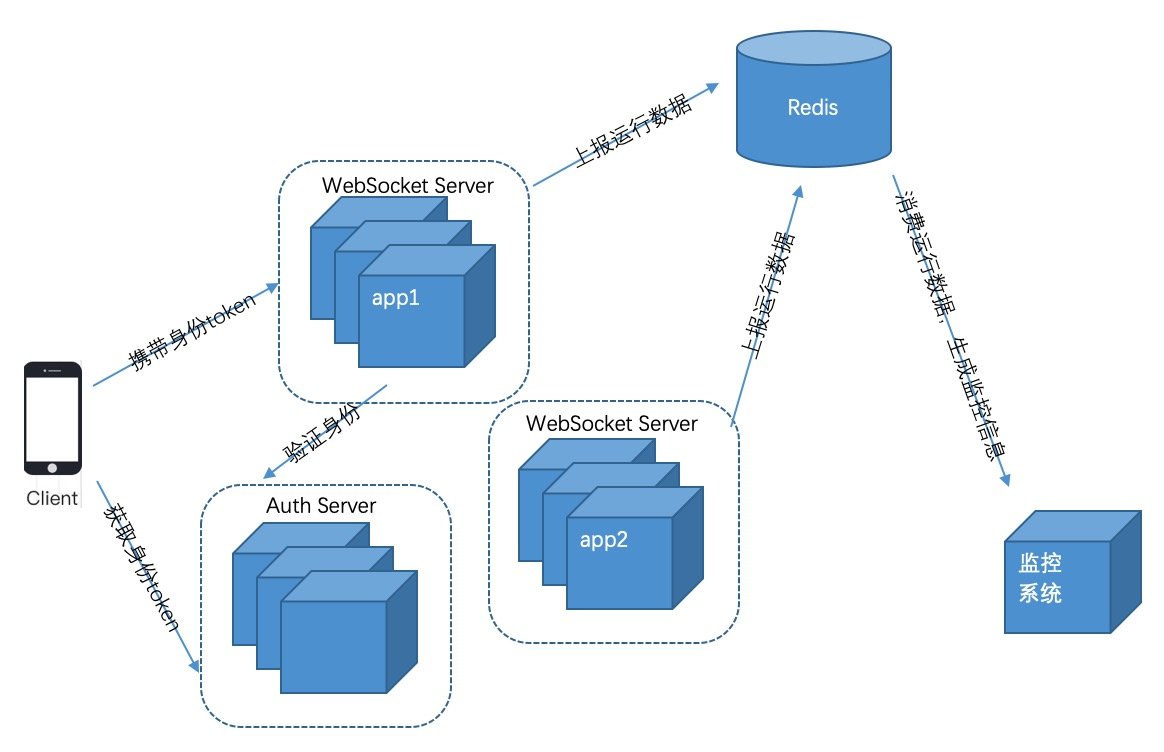 Redis
上报运行数据
WebSocket Server
app1
携带身份token
上报运行数据
消费运行数据，生成监控信息
验证身份
WebSocket Server
app2
Client
Auth Server
获取身份token
监控
系统